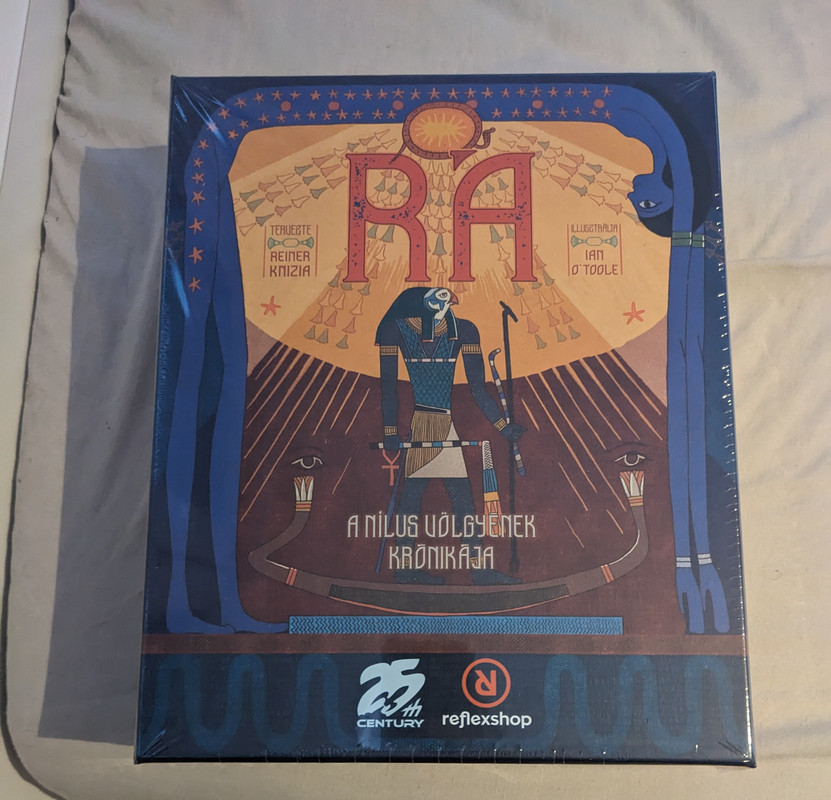 RA
TERVEZTE
REINER
KNIZIA
ILLUSZTRÁLTA
IAN
O'TOOLE
A NÍLUS VÖLGYÉNEK
KRÓNIKÁJA
25th
CENTURY
R
reflexshop